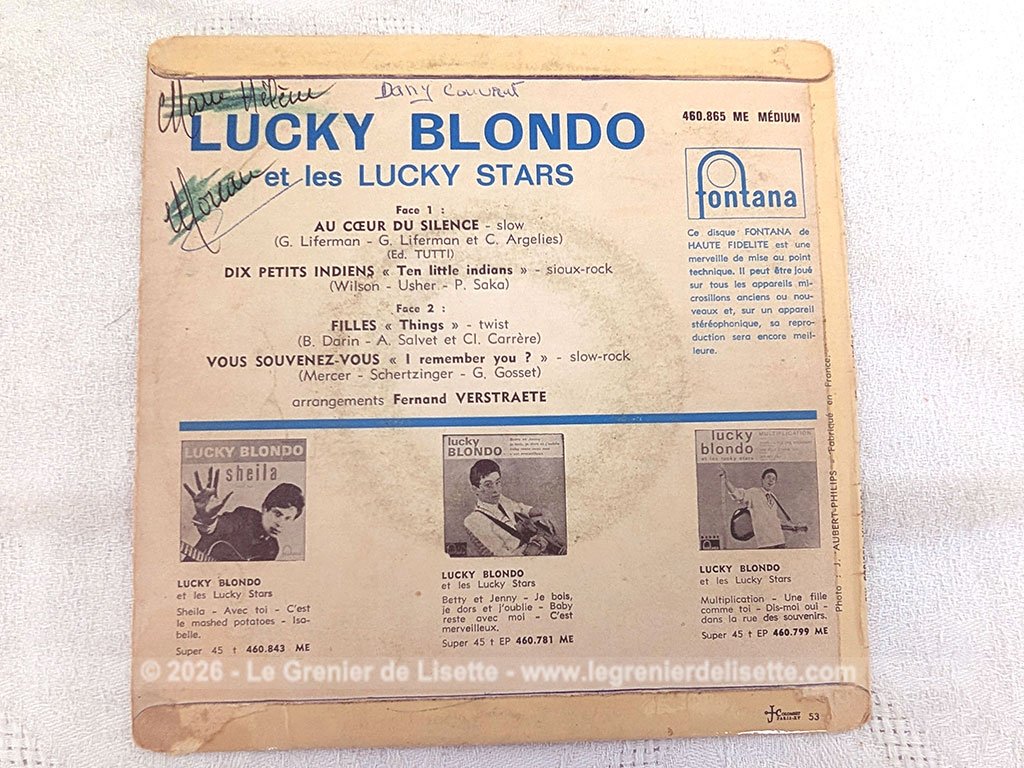 Marie Hélène
Dany Couvent
LUCKY BLONDO
460.865 ME MÉDIUM
et les LUCKY STARS
fontana
Face 1 :
AU CŒUR DU SILENCE - slow
(G. Liferman - G. Liferman et C. Argelies)
(Ed. TUTTI)
DIX PETITS INDIENS « Ten little indians » - sioux-rock
(Wilson - Usher - P. Saka)
Face 2 :
FILLES « Things » - twist
(B. Darin - A. Salvet et Cl. Carrère)
VOUS SOUVENEZ-VOUS « I remember you ? » - slow-rock
(Mercer - Schertzinger - G. Gosset)
arrangements Fernand VERSTRAETE
Ce disque FONTANA de
HAUTE FIDELITE est une
merveille de mise au point
technique. Il peut être joué
sur tous les appareils mi-
crosillons anciens ou nou-
veaux et, sur un appareil
stéréophonique, sa repro-
duction sera encore meil-
leure.
LUCKY BLONDO
sheila
lucky
BLONDO
lucky
blondo
et les lucky stars
MULTIPLICATION
LUCKY BLONDO
et les Lucky Stars
Sheila - Avec toi - C'est
le mashed potatoes - Isa-
belle.
Super 45 t 460.843 ME
LUCKY BLONDO
et les Lucky Stars
Betty et Jenny - Je bois,
je dors et j'oublie - Baby
reste avec moi - C'est
merveilleux.
Super 45 t EP 460.781 ME
LUCKY BLONDO
et les Lucky Stars
Multiplication - Une fille
comme toi - Dis-moi oui -
dans la rue des souvenirs.
Super 45 t EP 460.799 ME
Photo : J. AUBERT-PHILIPS - Fabriqué en France.
© 2026 - Le Grenier de Lisette - www.legrenierdelisette.com
53